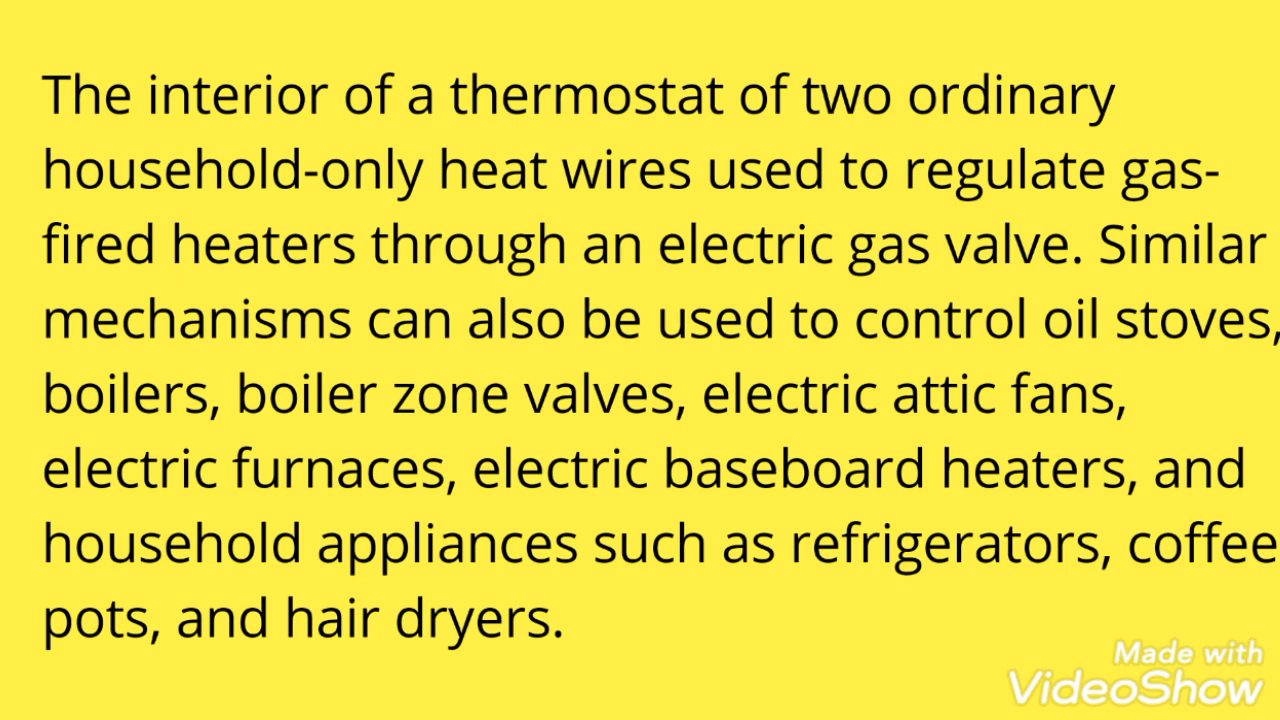 The interior of a thermostat of two ordinary
household-only heat wires used to regulate gas-
fired heaters through an electric gas valve. Similar
mechanisms can also be used to control oil stoves,
boilers, boiler zone valves, electric attic fans,
electric furnaces, electric baseboard heaters, and
household appliances such as refrigerators, coffee
pots, and hair dryers.
Made with
VideoShow